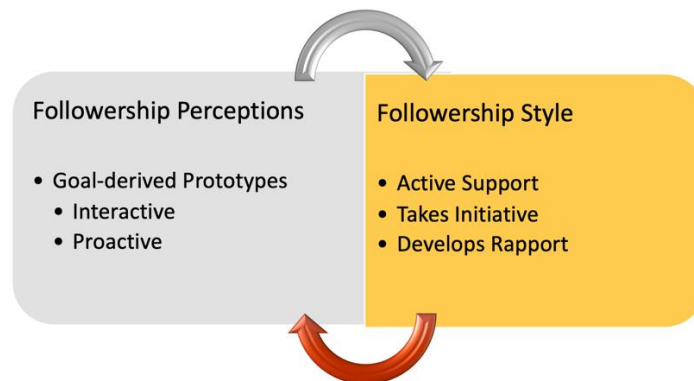 Followership Perceptions
• Goal-derived Prototypes
• Interactive
• Proactive
Followership Style
• Active Support
• Takes Initiative
• Develops Rapport